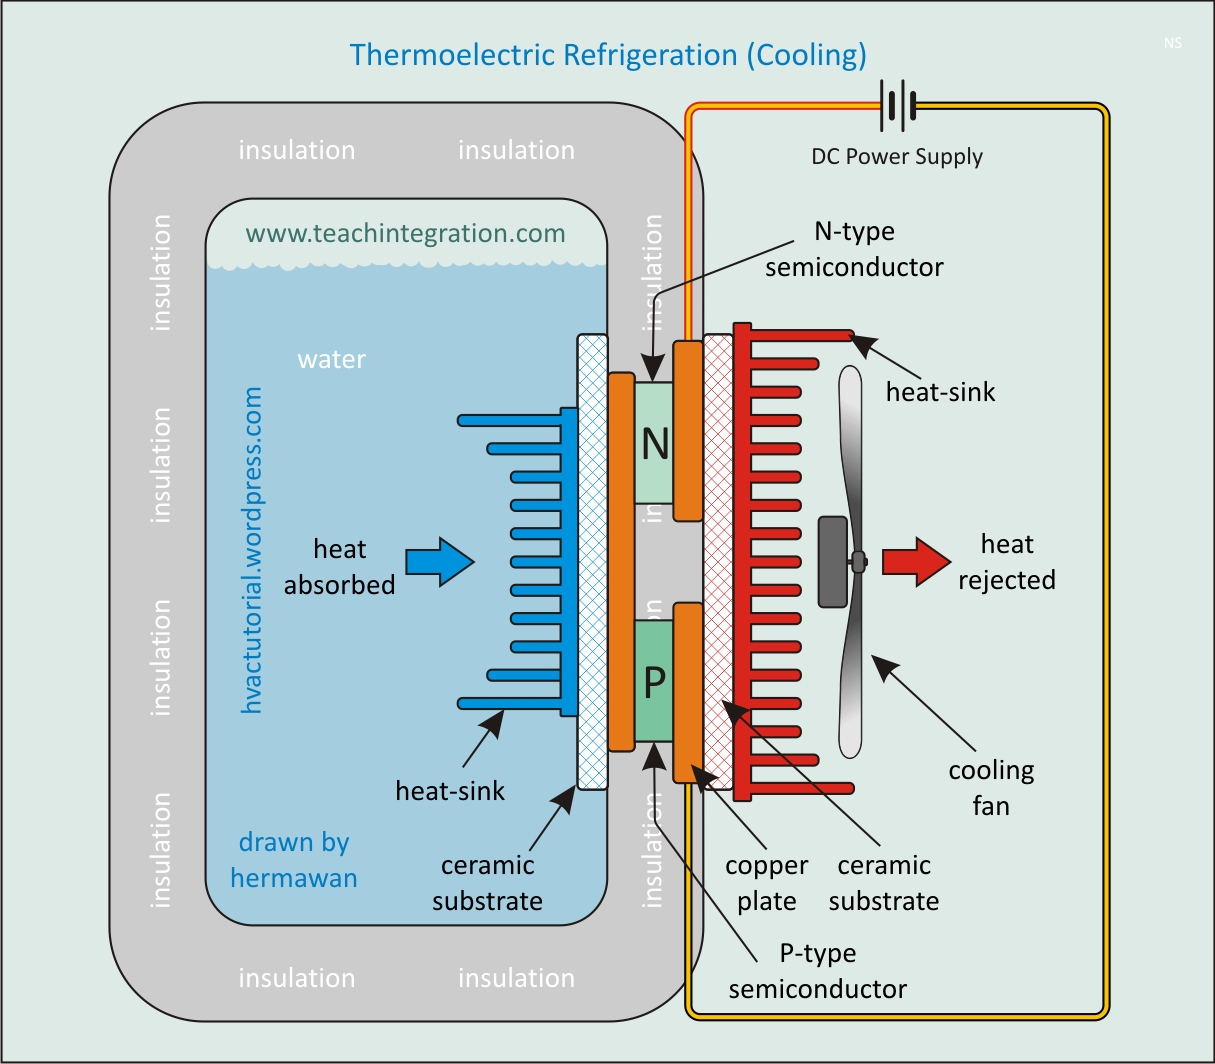 Thermoelectric Refrigeration (Cooling)
NS
insulation
insulation
DC Power Supply
insulation
www.teachintegration.com
insulation
N-type
semiconductor
water
heat-sink
hvactutorial.wordpress.com
insulation
N
in
heat
absorbed
heat
rejected
insulation
on
P
heat-sink
cooling
fan
insulation
insulation
drawn by
hermawan
ceramic
substrate
copper
plate
ceramic
substrate
P-type
semiconductor
insulation
insulation